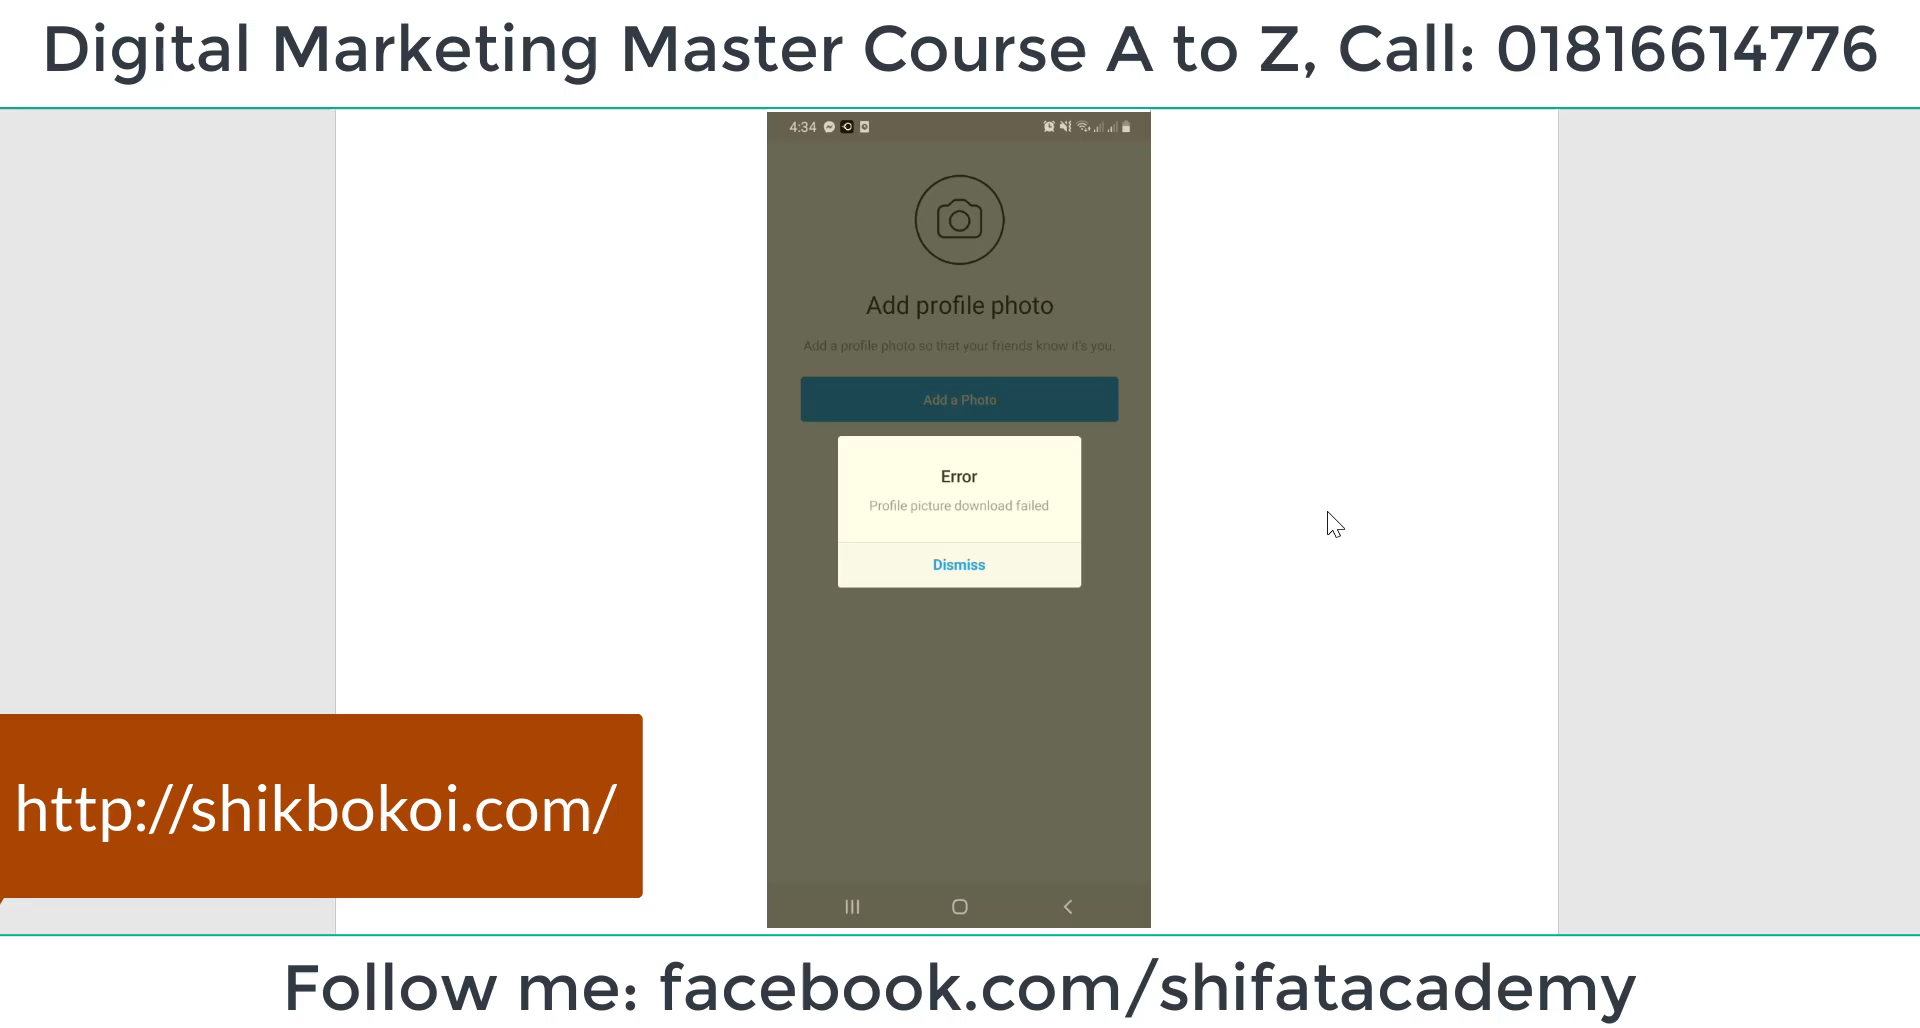 Digital Marketing Master Course A to Z, Call: 01816614776
4:34
Add profile photo
Add a profile photo so that your friends know it's you.
Add a Photo
Error
Profile picture download failed
Dismiss
http://shikbokoi.com/
Follow me: facebook.com/shifatacademy